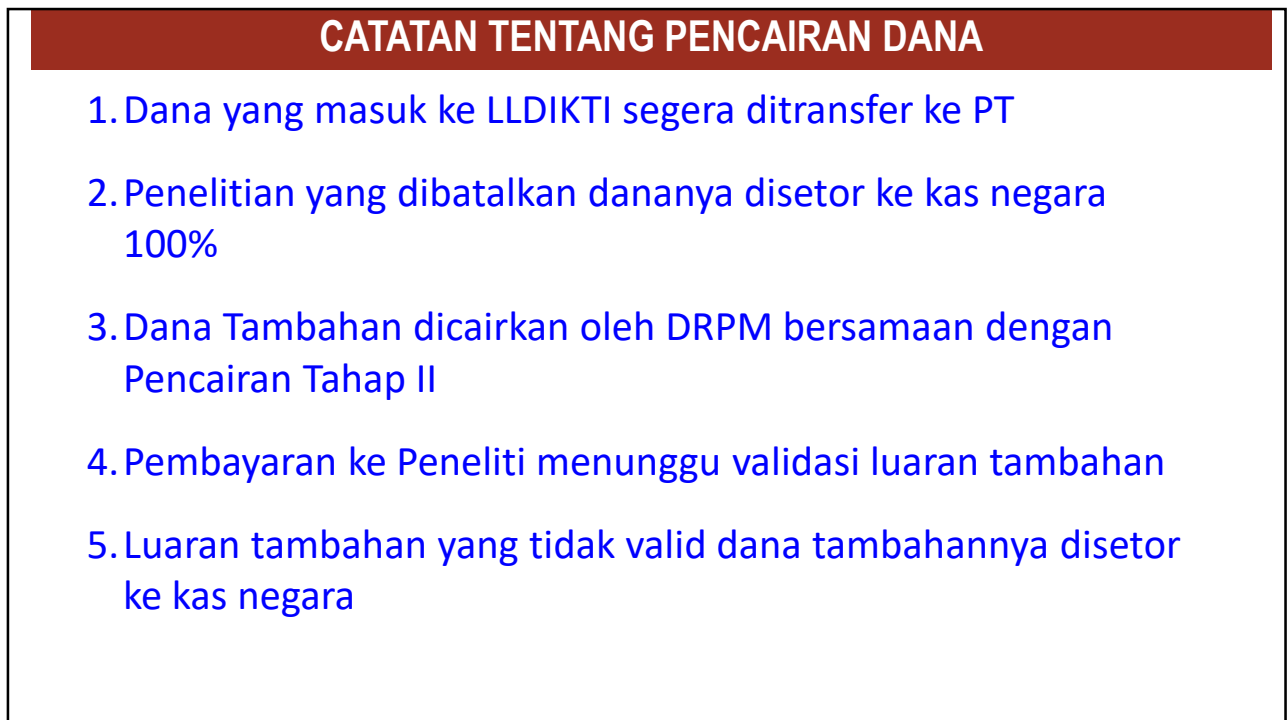 CATATAN TENTANG PENCAIRAN DANA
1. Dana yang masuk ke LLDIKTI segera ditransfer ke PT
2. Penelitian yang dibatalkan dananya disetor ke kas negara
100%
3. Dana Tambahan dicairkan oleh DRPM bersamaan dengan
Pencairan Tahap II
4. Pembayaran ke Peneliti menunggu validasi luaran tambahan
5. Luaran tambahan yang tidak valid dana tambahannya disetor
ke kas negara